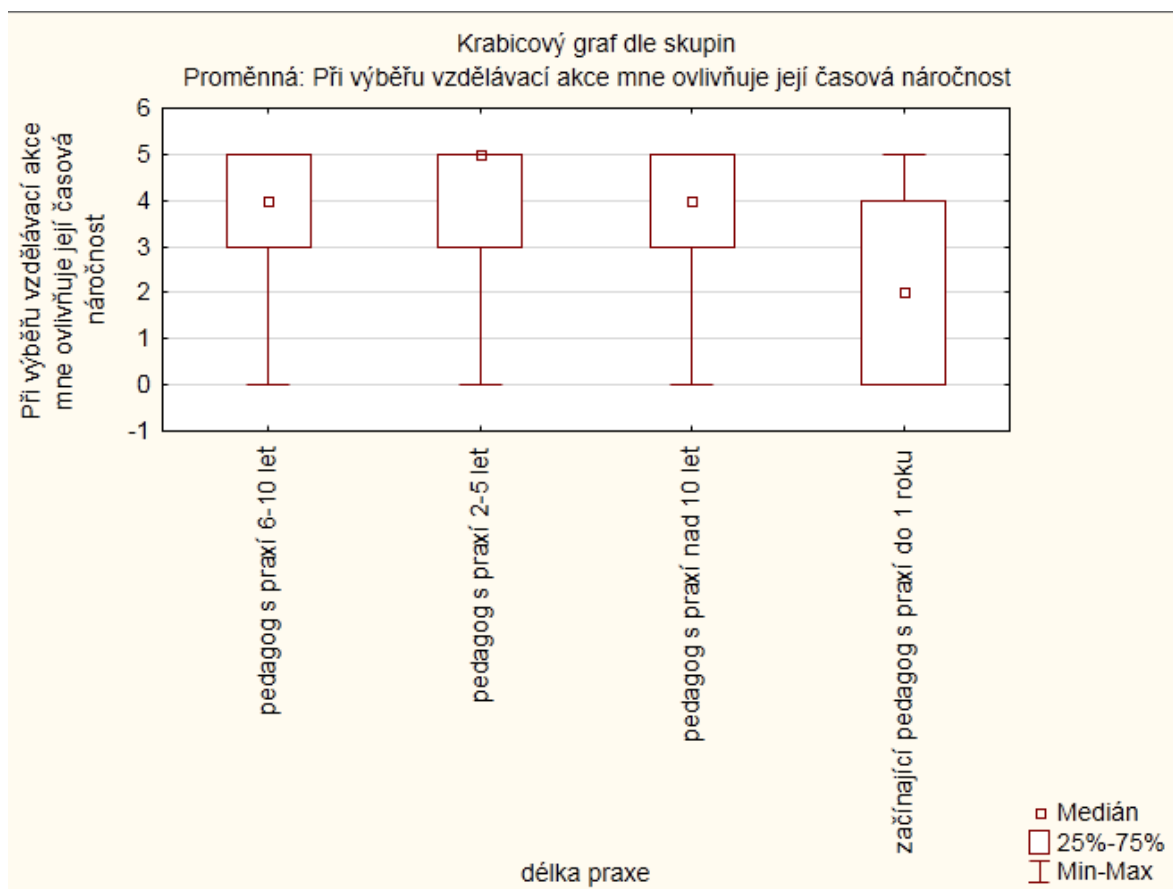 Krabicový graf dle skupin
Proměnná: Při výběřu vzdělávací akce mne ovlivňuje její časová náročnost
Při výběřu vzdělávací akce
mne ovlivňuje její časová
náročnost
6
5
4
3
2
1
0
-1
pedagog s praxí 6-10 let
pedagog s praxí 2-5 let
pedagog s praxí nad 10 let
začínající pedagog s praxí do 1 roku
délka praxe
Medián
25%-75%
Min-Max